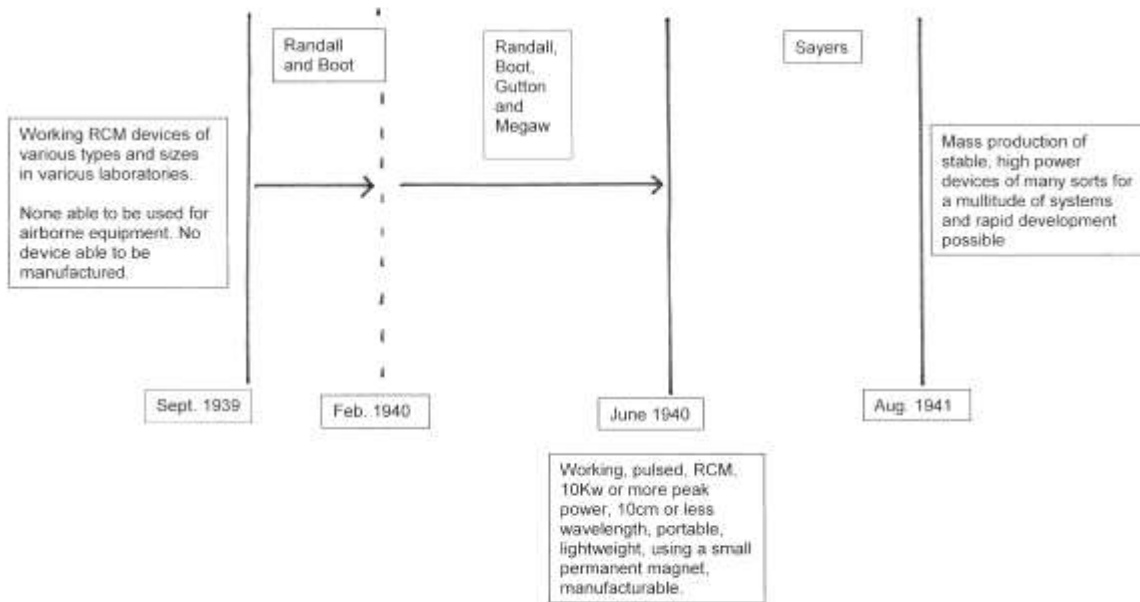 Randall
and Boot
Randall,
Boot,
Gutton
and
Megaw
Sayers
Working RCM devices of
various types and sizes
in various laboratories.
None able to be used for
airborne equipment. No
device able to be
manufactured.
Mass production of
stable, high power
devices of many sorts for
a multitude of systems
and rapid development
possible
Sept. 1939
Feb. 1940
June 1940
Aug. 1941
Working, pulsed, RCM.
10Kw or more peak
power, 10cm or less
wavelength, portable,
lightweight, using a small
permanent magnet,
manufacturable.